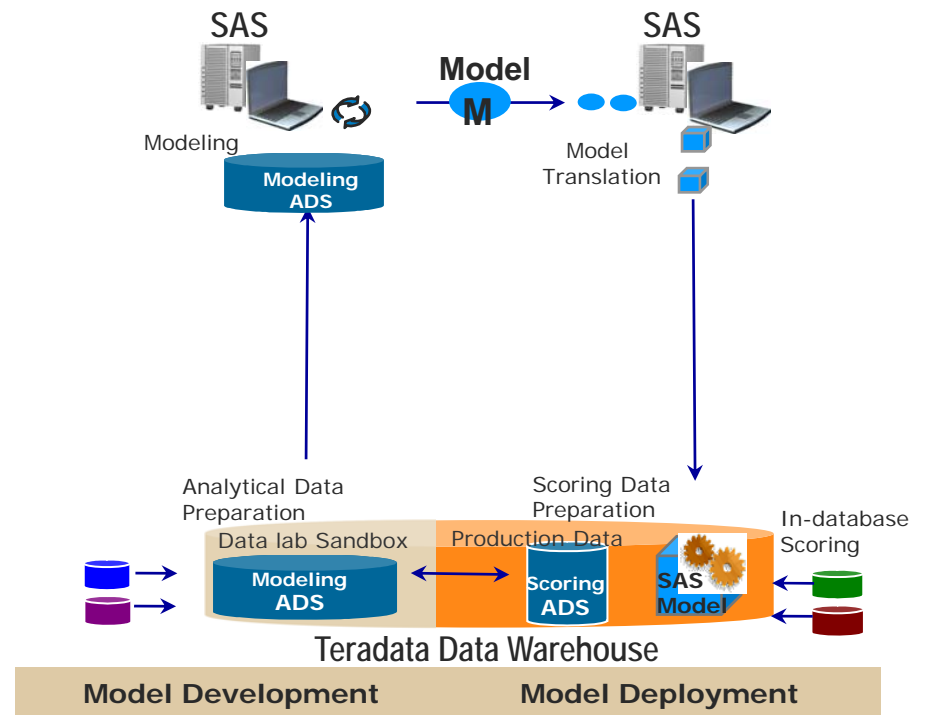 SAS
SAS
Model
M
Modeling
Model
Translation
Modeling
ADS
Analytical Data
Preparation
Scoring Data
Preparation
In-database
Scoring
Data lab Sandbox
Production Data
Modeling
ADS
Scoring
ADS
SAS
Model
Teradata Data Warehouse
Model Development
Model Deployment